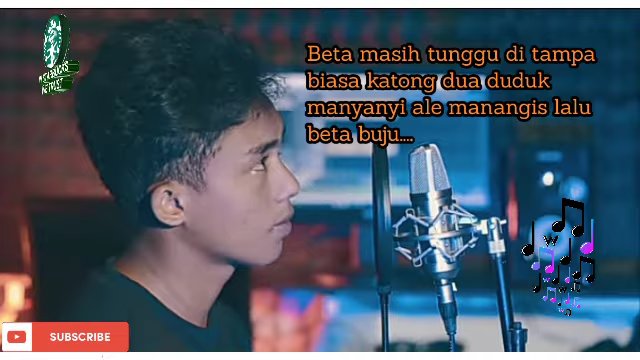 Beta masih tunggu di tampa
biasa katong dua duduk
manyanyi ale manangis lalu
beta buju....
SUBSCRIBE